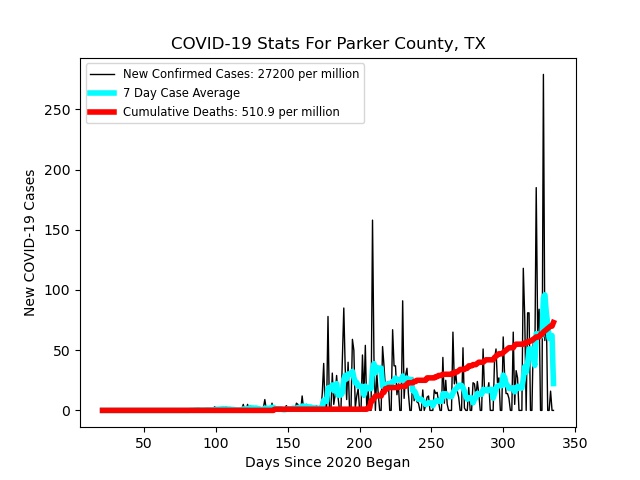 COVID-19 Stats For Parker County, TX
New Confirmed Cases: 27200 per million
7 Day Case Average
Cumulative Deaths: 510.9 per million
New COVID-19 Cases
250
200
150
100
50
0
50 100 150 200 250 300 350
Days Since 2020 Began